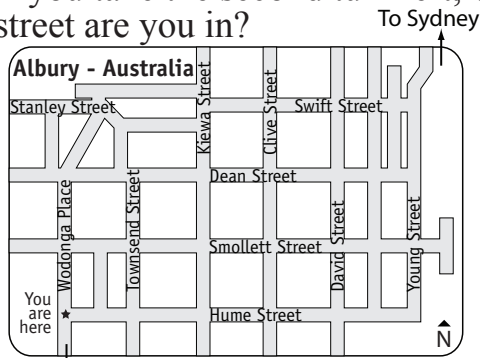 street are you in?
To Sydney
Albury - Australia
Stanley Street
Kiewa Street
Clive Street
Swift Street
Dean Street
Wodonga Place
Townsend Street
Smollett Street
David Street
Young Street
You
are
here
Hume Street
N